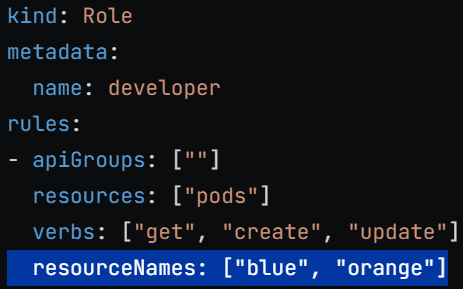 kind: Role
metadata:
  name: developer
rules:
- apiGroups: [""]
  resources: ["pods"]
  verbs: ["get", "create", "update"]
  resourceNames: ["blue", "orange"]